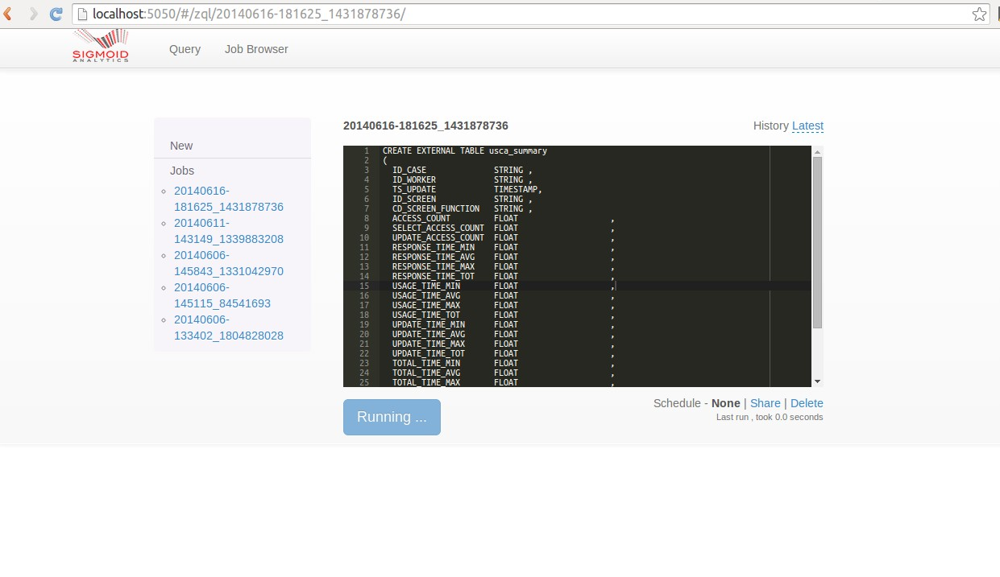 localhost:5050/#/zql/20140616-181625_1431878736/
SIGMOID
ANALYTICS
Query Job Browser
New
Jobs
20140616-
181625_1431878736
20140611-
143149_1339883208
20140606-
145843_1331042970
20140606-
145115_84541693
20140606-
133402_1804828028
20140616-181625_1431878736
History Latest
1 CREATE EXTERNAL TABLE usca_summary
2 (
3 ID_CASE STRING ,
4 ID_WORKER STRING ,
5 TS_UPDATE TIMESTAMP,
6 ID_SCREEN STRING ,
7 CD_SCREEN_FUNCTION STRING ,
8 ACCESS_COUNT FLOAT ,
9 SELECT_ACCESS_COUNT FLOAT ,
10 UPDATE_ACCESS_COUNT FLOAT ,
11 RESPONSE_TIME_MIN FLOAT ,
12 RESPONSE_TIME_AVG FLOAT ,
13 RESPONSE_TIME_MAX FLOAT ,
14 RESPONSE_TIME_TOT FLOAT ,
15 USAGE_TIME_MIN FLOAT ,
16 USAGE_TIME_AVG FLOAT ,
17 USAGE_TIME_MAX FLOAT ,
18 USAGE_TIME_TOT FLOAT ,
19 UPDATE_TIME_MIN FLOAT ,
20 UPDATE_TIME_AVG FLOAT ,
21 UPDATE_TIME_MAX FLOAT ,
22 UPDATE_TIME_TOT FLOAT ,
23 TOTAL_TIME_MIN FLOAT ,
24 TOTAL_TIME_AVG FLOAT ,
25 TOTAL_TIME_MAX FLOAT ,
Running ...
Schedule - None | Share | Delete
Last run , took 0.0 seconds